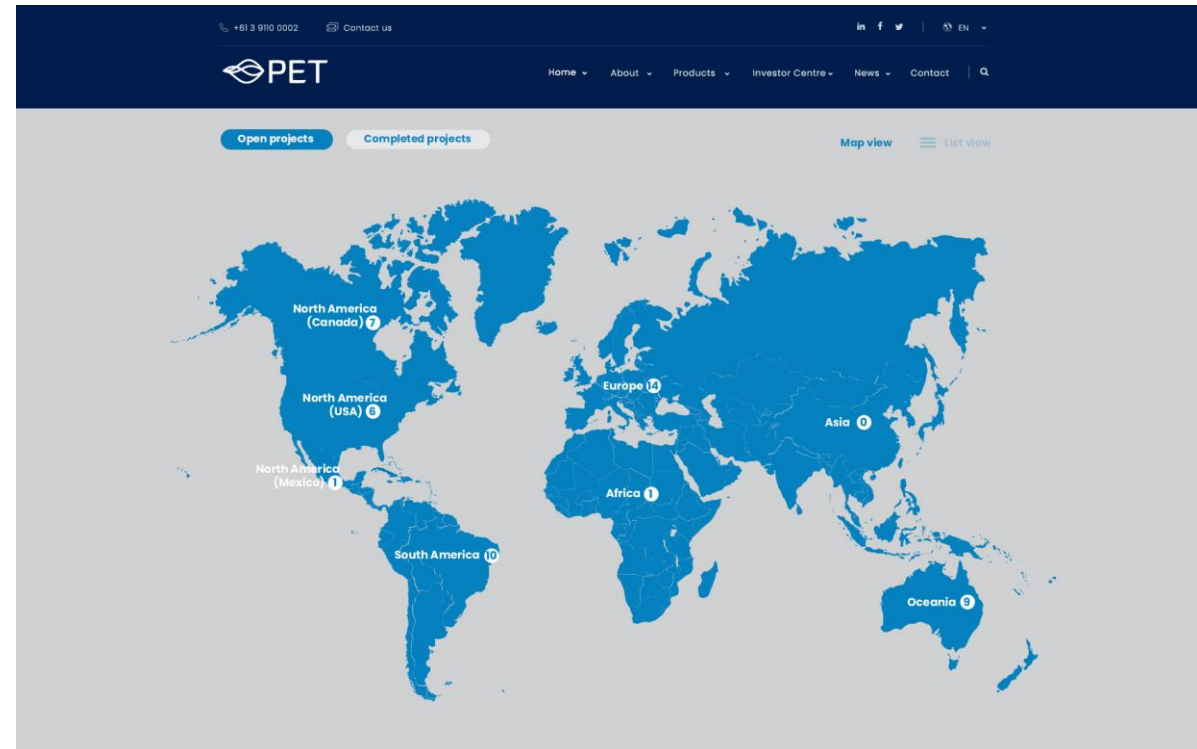 +61 3 9110 0002 Contact us in f EN
PET
Home About Products Investor Centre News Contact
Open projects Completed projects Map view List view
North America
(Canada) 7
North America
(USA) 6
Europe 14
Asia 0
North America
(Mexico) 1
Africa 1
South America 10
Oceania 9